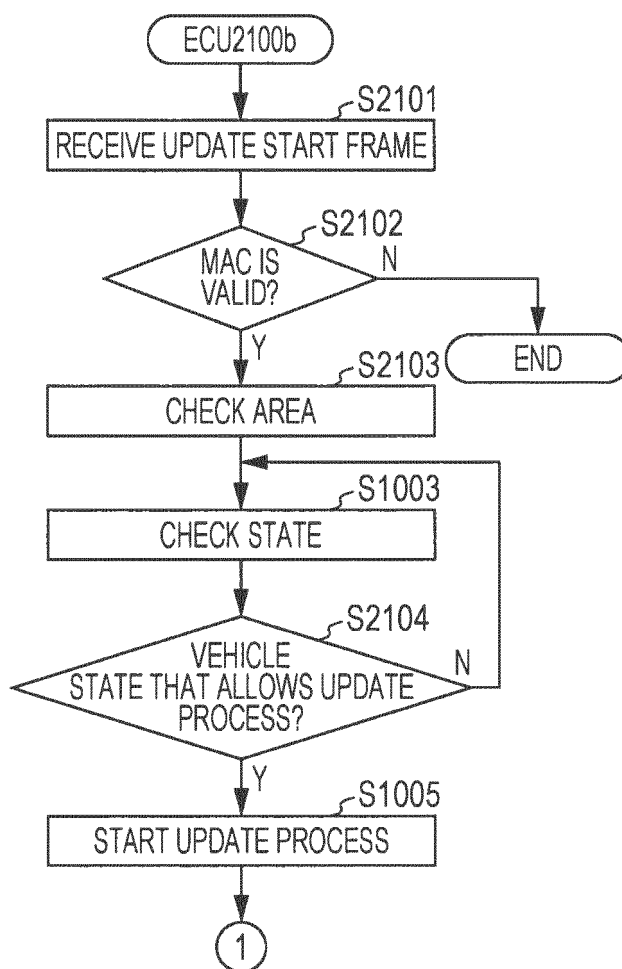 ECU2100b
S2101
RECEIVE UPDATE START FRAME
S2102
MAC IS
VALID?
N
Y
END
S2103
CHECK AREA
S1003
CHECK STATE
S2104
VEHICLE
STATE THAT ALLOWS UPDATE
PROCESS?
N
Y
S1005
START UPDATE PROCESS
1